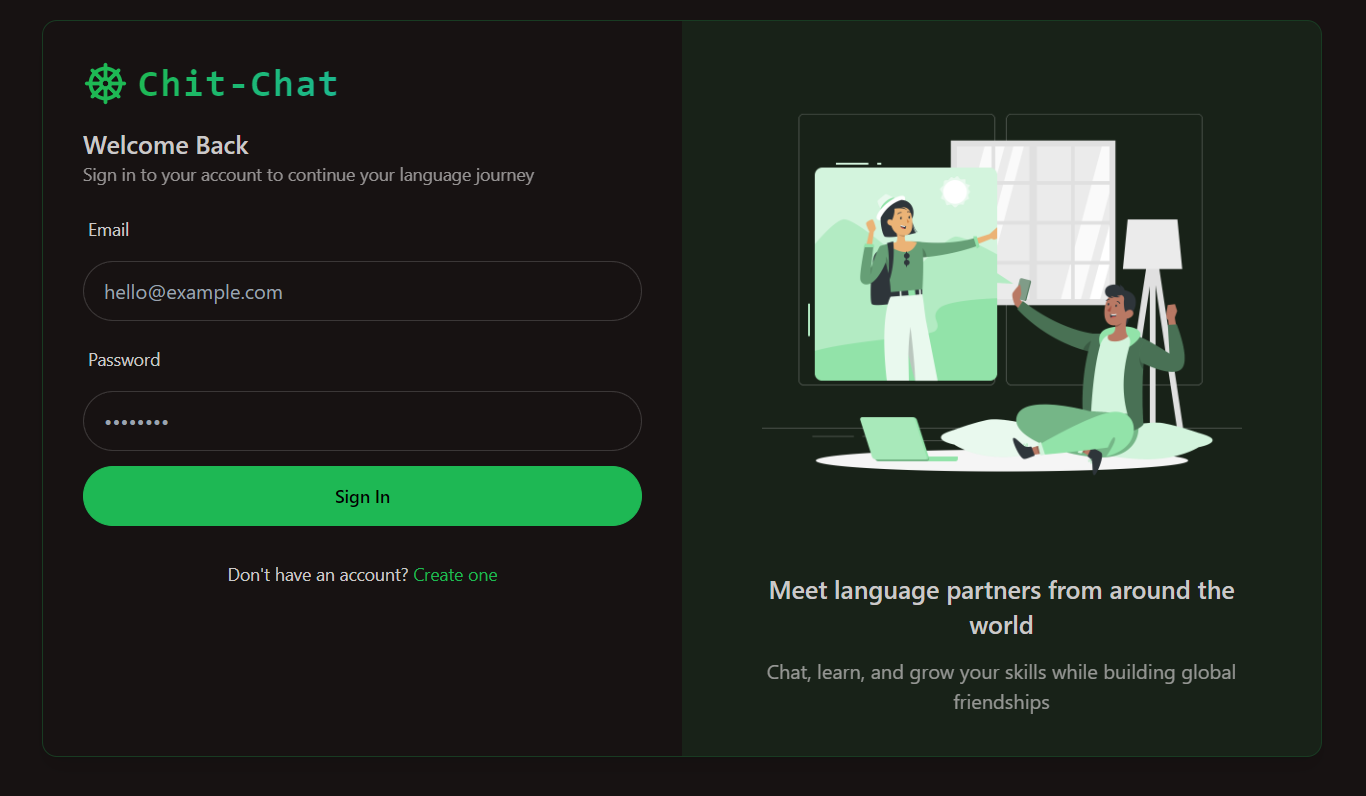 Chit-Chat
Welcome Back
Sign in to your account to continue your language journey
Email
hello@example.com
Password
••••••••
Sign In
Don't have an account? Create one
Meet language partners from around the
world
Chat, learn, and grow your skills while building global
friendships